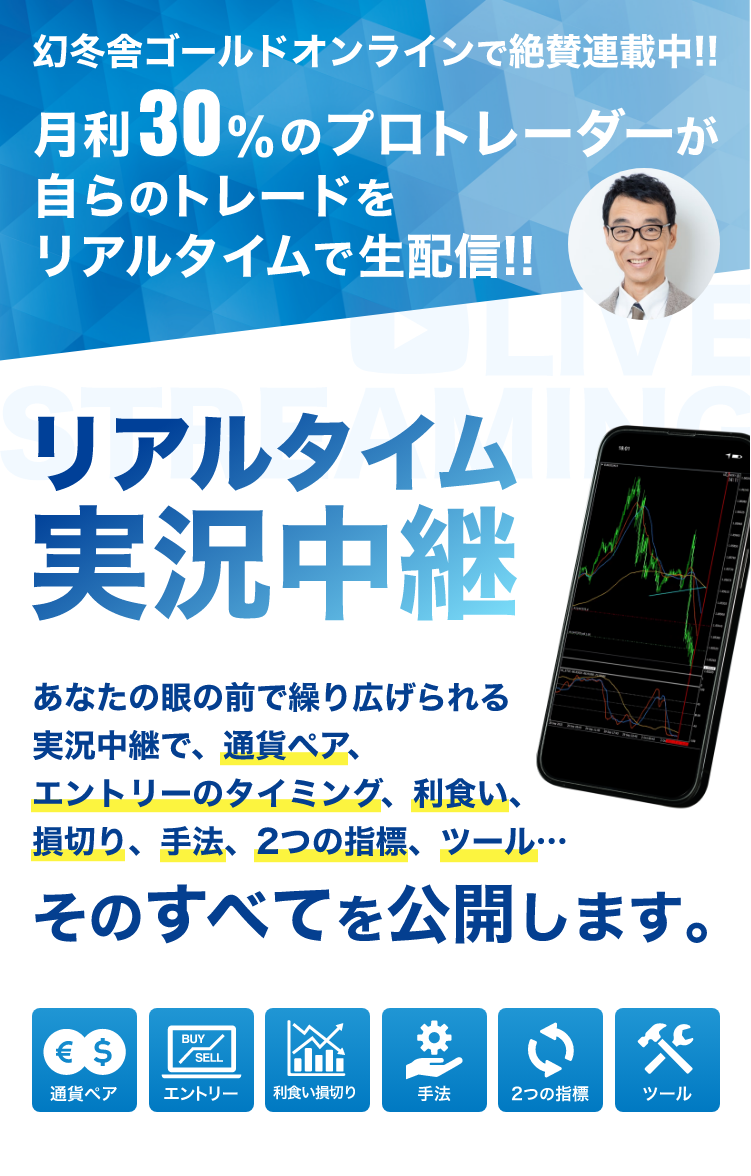 幻冬舎ゴールドオンラインで絶賛連載中!!
月利30%のプロトレーダーが
自らのトレードを
リアルタイムで生配信!!
LIVE
STREAMING
リアルタイム
実況中継
あなたの眼の前で繰り広げられる
実況中継で、通貨ペア、
エントリーのタイミング、利食い、
損切り、手法、2つの指標、ツール…
そのすべてを公開します。
€ $
通貨ペア
BUY
SELL
エントリー
利食い損切り
手法
2つの指標
ツール